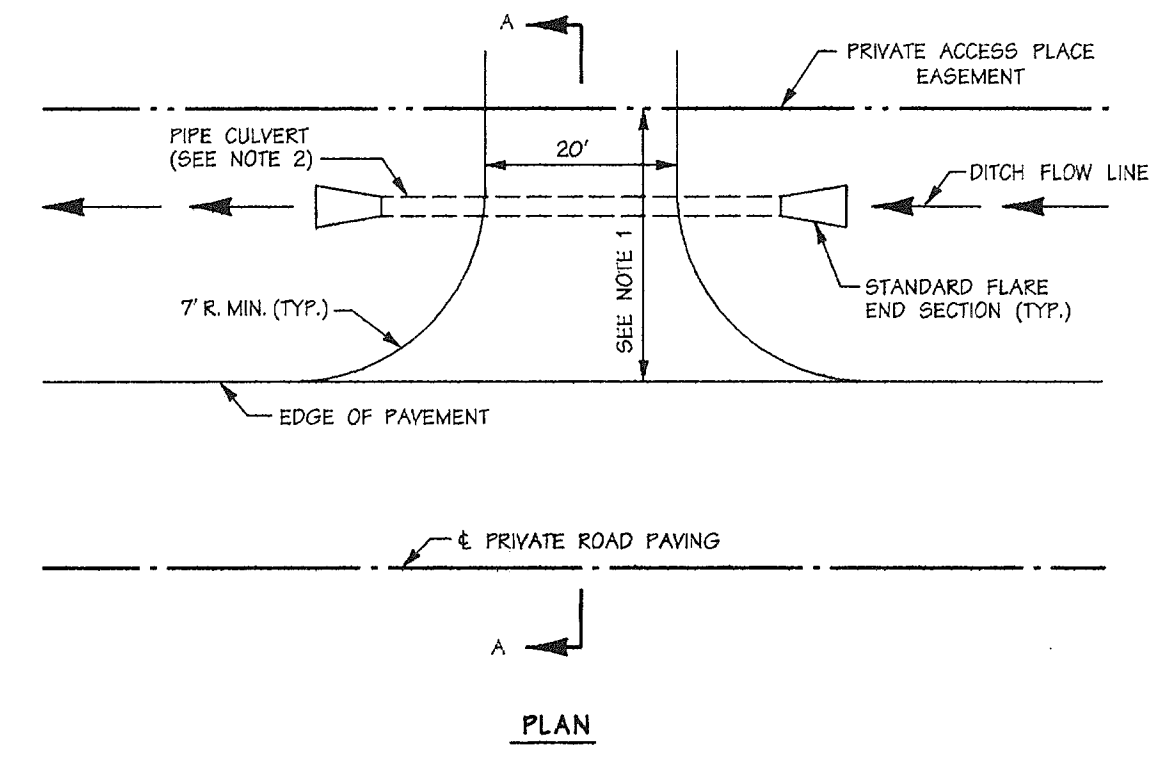 A
PRIVATE ACCESS PLACE
EASEMENT
PIPE CULVERT
(SEE NOTE 2)
20'
DITCH FLOW LINE
SEE NOTE 1
STANDARD FLARE
END SECTION (TYP.)
7' R. MIN. (TYP.)
EDGE OF PAVEMENT
℄ PRIVATE ROAD PAVING
A
PLAN